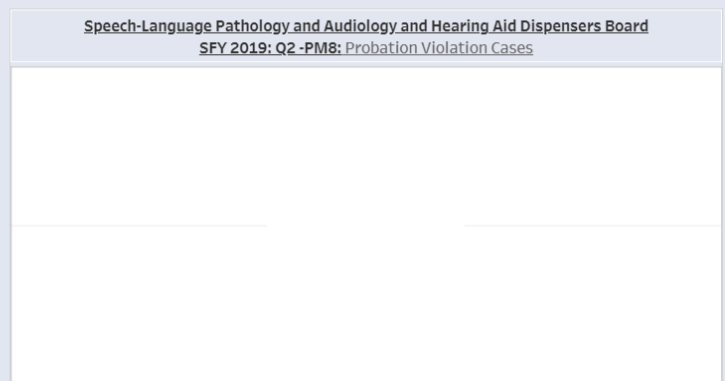 Speech-Language Pathology and Audiology and Hearing Aid Dispensers Board
SFY 2019: Q2 -PM8: Probation Violation Cases